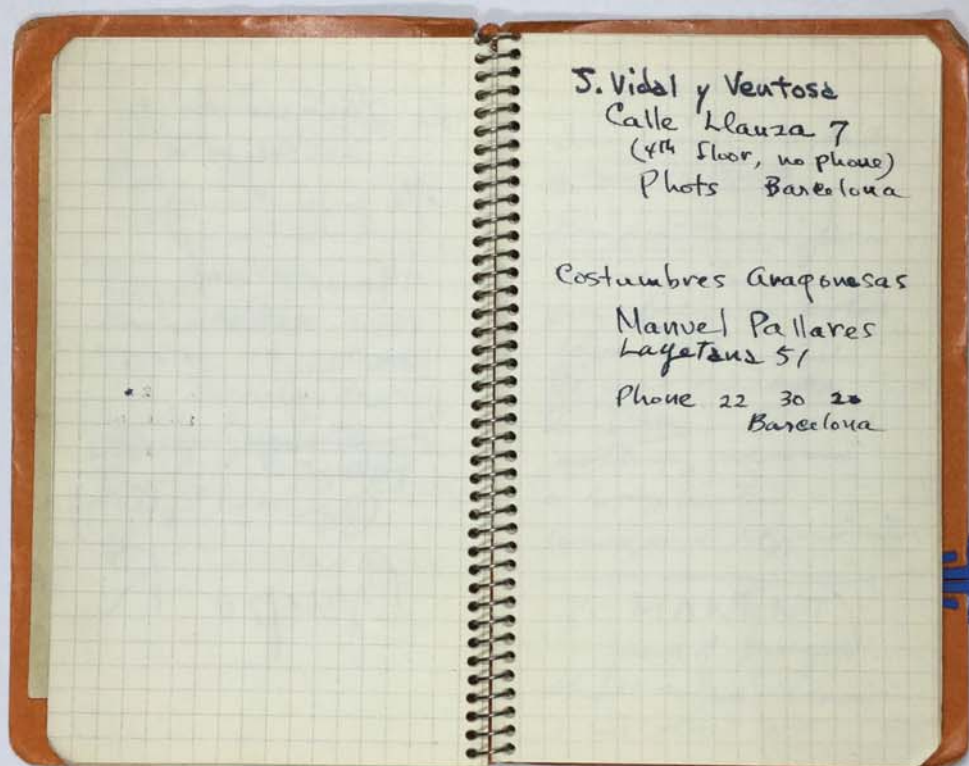 J. Vidal y Ventosa
Calle Llauza 7
(4th floor, no phone)
Phots Barcelona
Costumbres Aragonesas
Manuel Pallares
Layetana 51
Phone 22 30 20
Barcelona